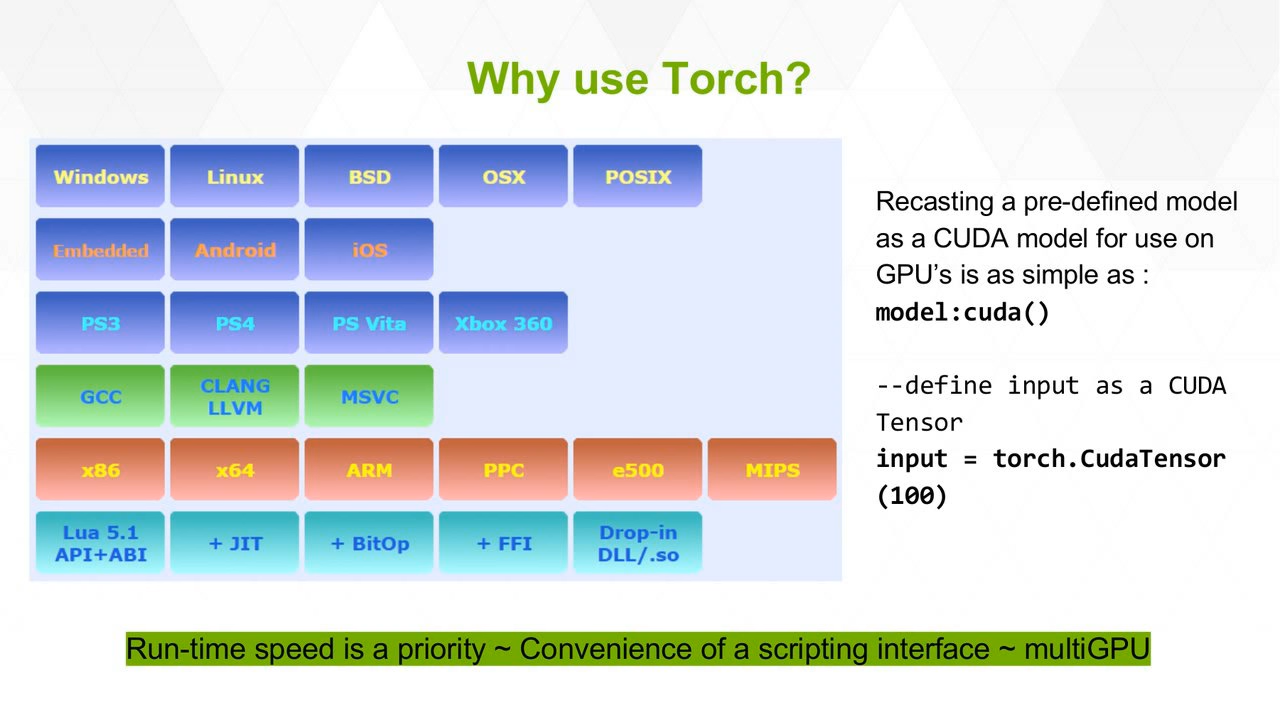 Why use Torch?
Windows Linux BSD OSX POSIX
Embedded Android iOS
PS3 PS4 PS Vita Xbox 360
GCC CLANG LLVM MSVC
x86 x64 ARM PPC e500 MIPS
Lua 5.1 API+ABI + JIT + BitOp + FFI Drop-in DLL/.so
Recasting a pre-defined model
as a CUDA model for use on
GPU’s is as simple as :
model:cuda()
--define input as a CUDA
Tensor
input = torch.CudaTensor
(100)
Run-time speed is a priority ~ Convenience of a scripting interface ~ multiGPU